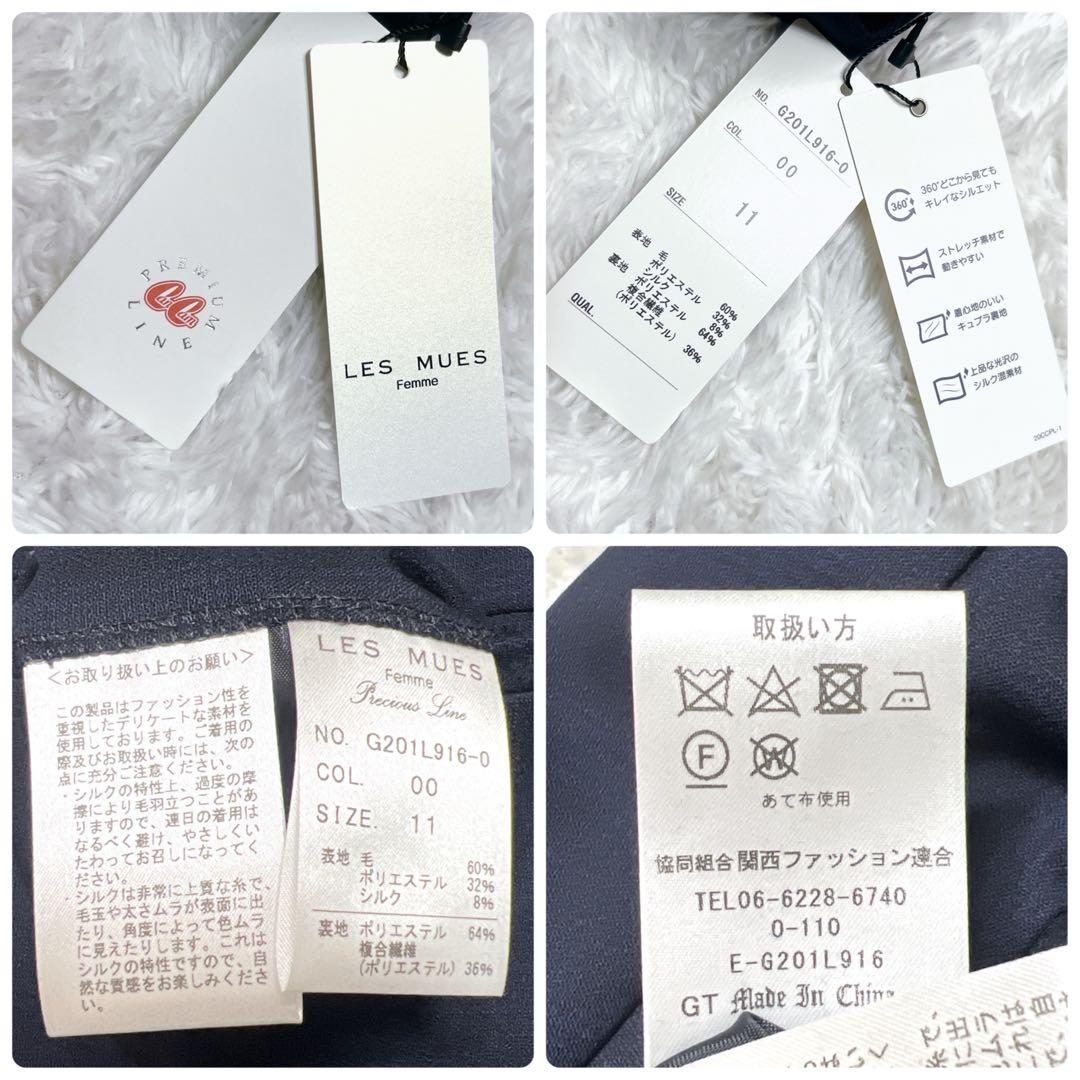 PREMIUM
CanCam
LINE
LES MUES
Femme
NO. G201L916-0
COL. 00
SIZE 11
表地 毛 60%
ポリエステル 32%
シルク 8%
裏地 ポリエステル 64%
複合繊維
(ポリエステル) 36%
QUAL.
360°
360°どこから見ても
キレイなシルエット
ストレッチ素材で
動きやすい
着心地のいい
キュプラ裏地
上品な光沢の
シルク混素材
20CCPL-1
<お取り扱い上のお願い>
この製品はファッション性を
重視したデリケートな素材を
使用しております。ご着用の
際及びお取扱い時には、次の
点に充分ご注意ください。
・シルクの特性上、過度の摩
擦により毛羽立つことがあ
りますので、連日の着用は
なるべく避け、やさしくい
たわってお召しになってく
ださい。
・シルクは非常に上質な糸で、
毛玉や太さムラが表面に出
たり、角度によって色ムラ
に見えたりします。これは
シルクの特性ですので、自
然な質感をお楽しみくださ
い。
LES MUES
Femme
Precious Line
NO. G201L916-0
COL. 00
SIZE. 11
表地 毛 60%
ポリエステル 32%
シルク 8%
裏地 ポリエステル 64%
複合繊維
(ポリエステル) 36%
取扱い方
F
W
あて布使用
協同組合関西ファッション連合
TEL06-6228-6740
0-110
E-G201L916
GT Made In China